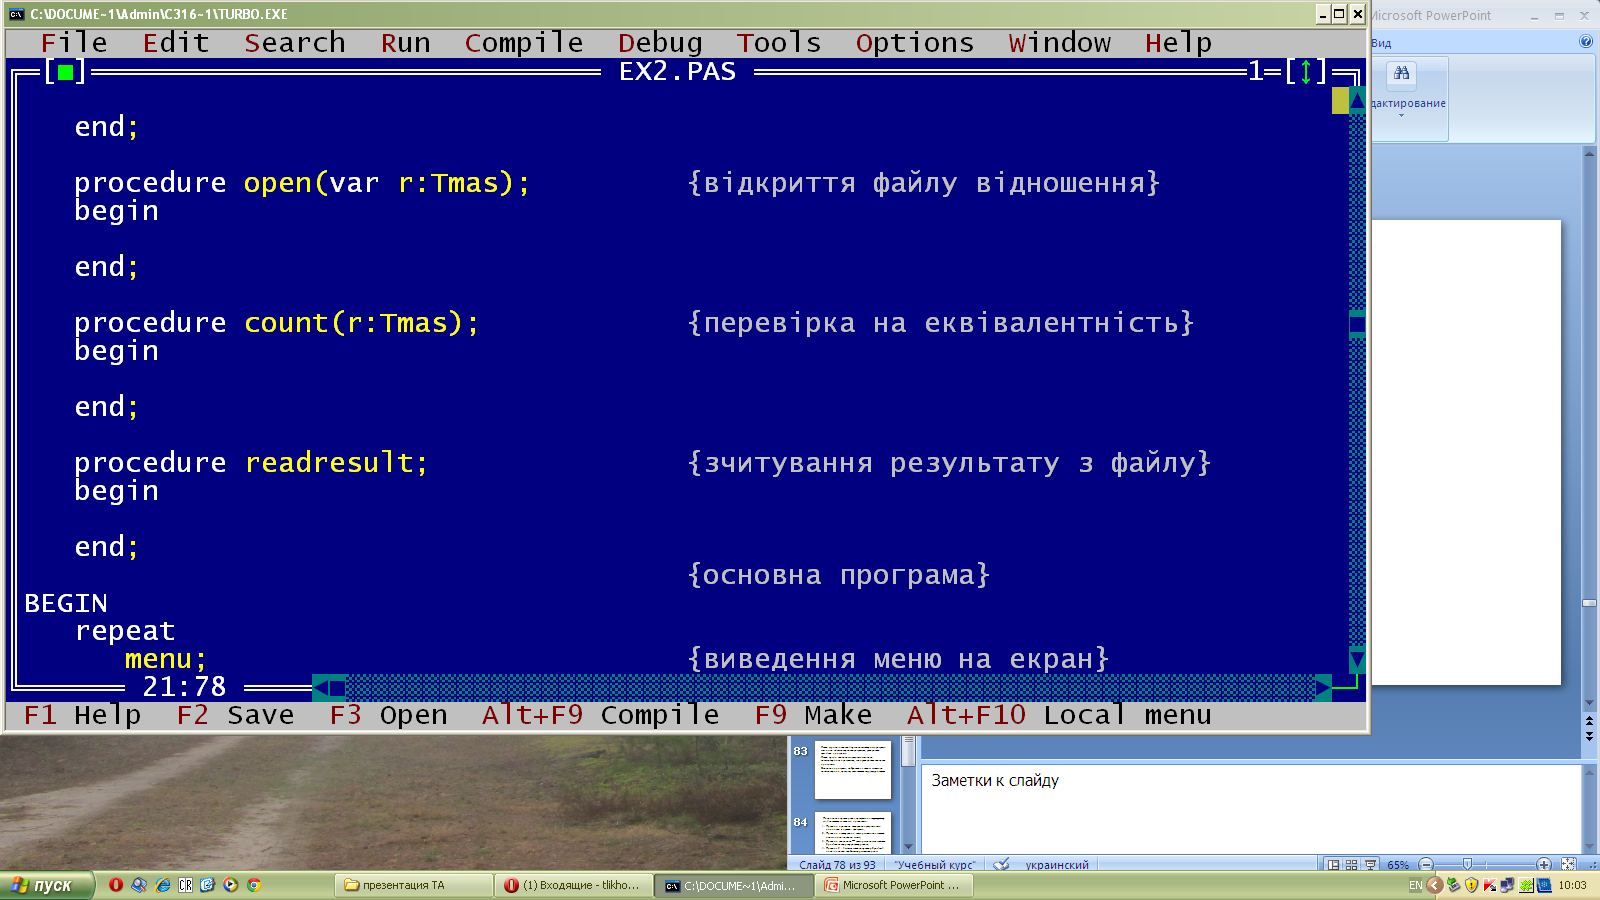 C:\DOCUME~1\Admin\C316-1\TURBO.EXE
Microsoft PowerPoint
File Edit Search Run Compile Debug Tools Options Window Help
Вид
EX2.PAS 1
дактирование
end;
procedure open(var r:Tmas); {відкриття файлу відношення}
begin
end;
procedure count(r:Tmas); {перевірка на еквівалентність}
begin
end;
procedure readresult; {зчитування результату з файлу}
begin
end;
{основна програма}
BEGIN
repeat
menu; {виведення меню на екран}
21:78
F1 Help F2 Save F3 Open Alt+F9 Compile F9 Make Alt+F10 Local menu
83
Заметки к слайду
84
Слайд 78 из 93 "Учебный курс" украинский 65%
пуск
презентация ТА
(1) Входящие - tlikho...
C:\DOCUME~1\Admi...
Microsoft PowerPoint ...
EN
10:03